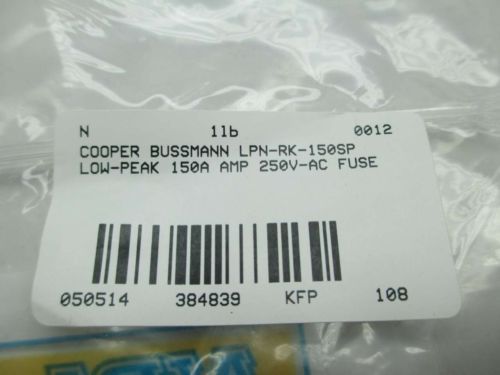 N 1lb 0012
COOPER BUSSMANN LPN-RK-150SP
LOW-PEAK 150A AMP 250V-AC FUSE
050514 384839 KFP 108